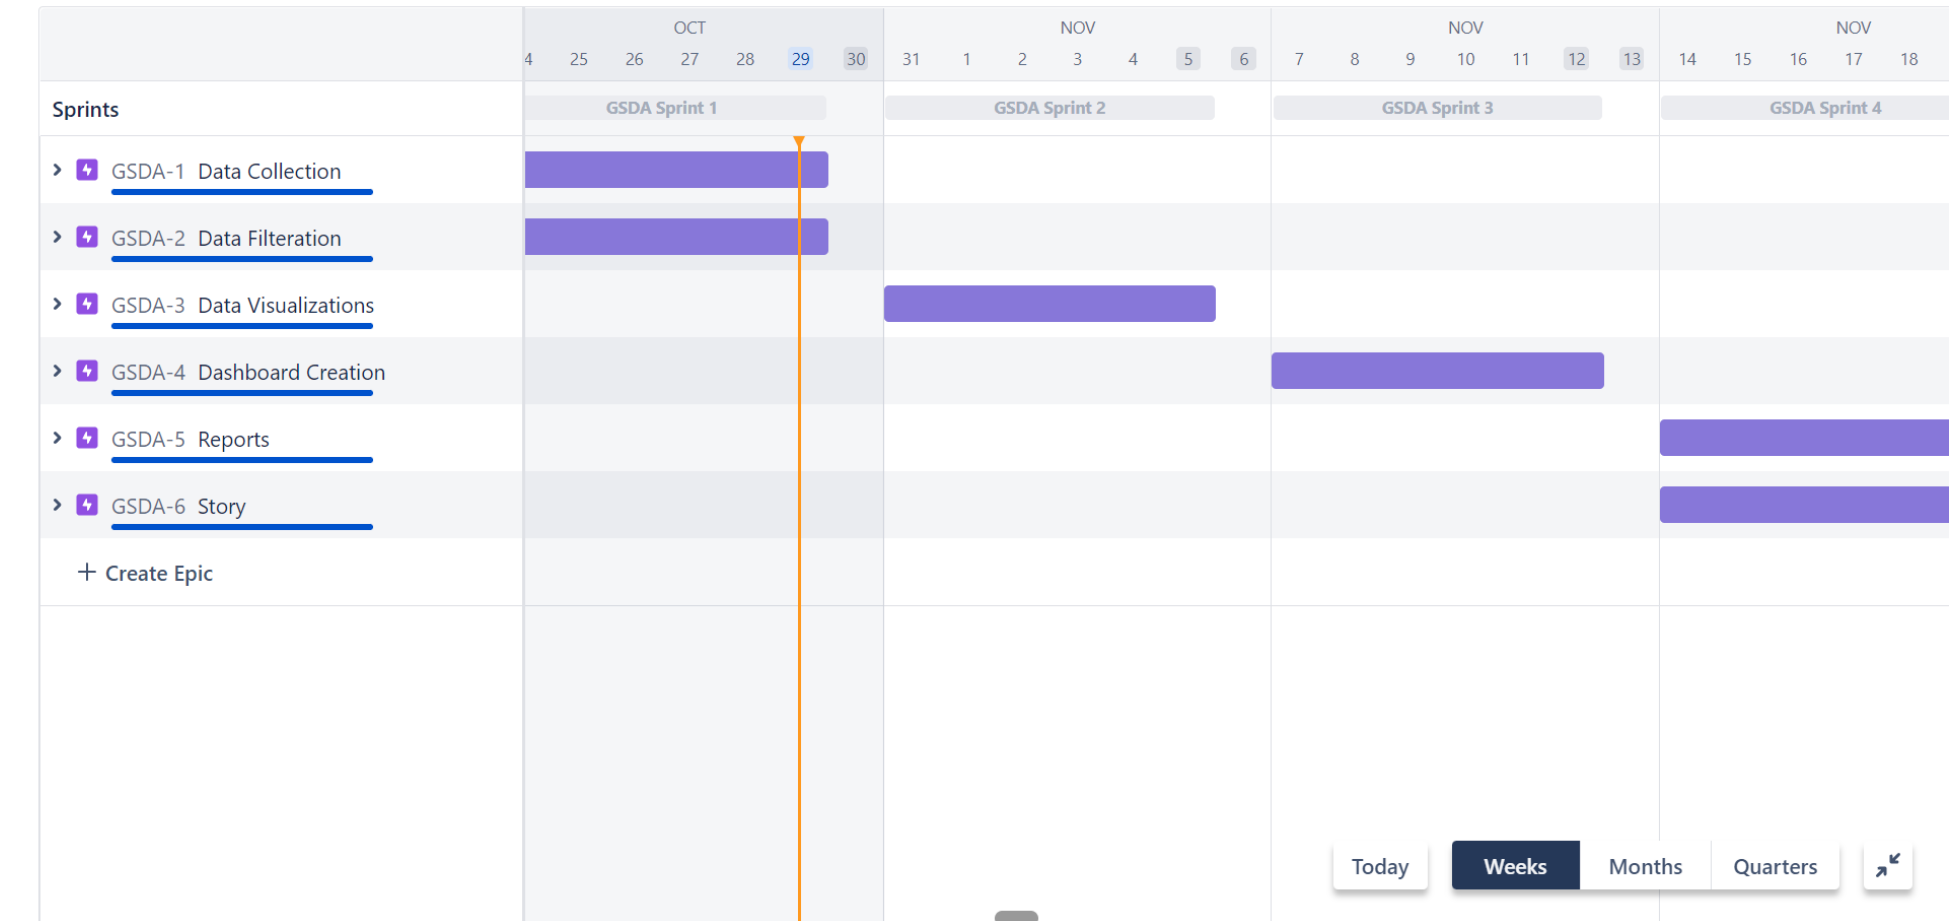 OCT NOV NOV NOV
4 25 26 27 28 29 30 31 1 2 3 4 5 6 7 8 9 10 11 12 13 14 15 16 17 18
Sprints GSDA Sprint 1 GSDA Sprint 2 GSDA Sprint 3 GSDA Sprint 4
GSDA-1 Data Collection
GSDA-2 Data Filteration
GSDA-3 Data Visualizations
GSDA-4 Dashboard Creation
GSDA-5 Reports
GSDA-6 Story
+ Create Epic
Today Weeks Months Quarters